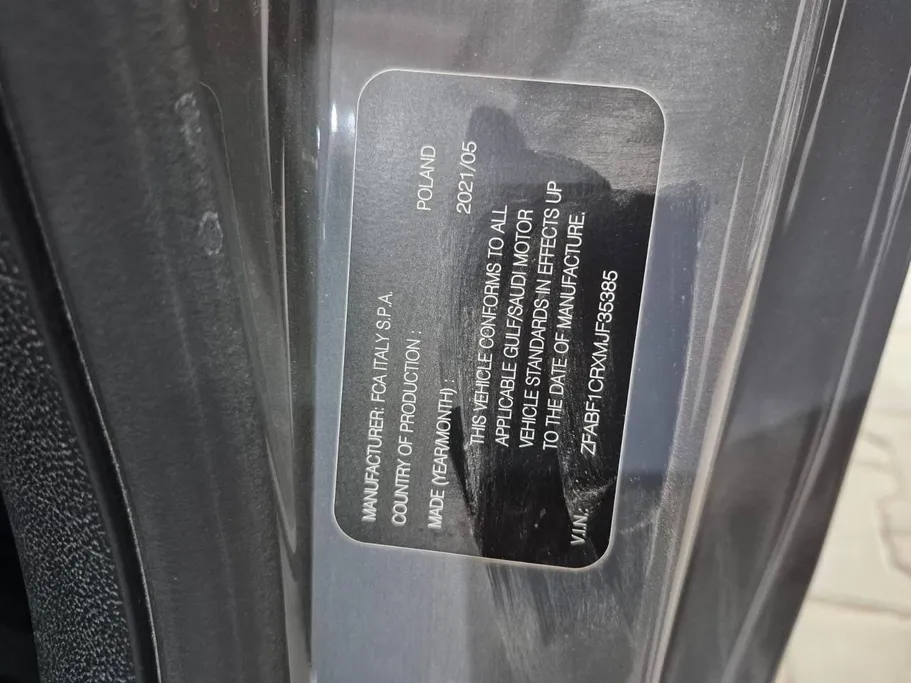 MANUFACTURER: FCA ITALY S.P.A.
COUNTRY OF PRODUCTION : POLAND
MADE (YEAR/MONTH) : 2021/05
THIS VEHICLE CONFORMS TO ALL
APPLICABLE GULF/SAUDI MOTOR
VEHICLE STANDARDS IN EFFECTS UP
TO THE DATE OF MANUFACTURE.
V.I.N: ZFABF1CRXMJF35385